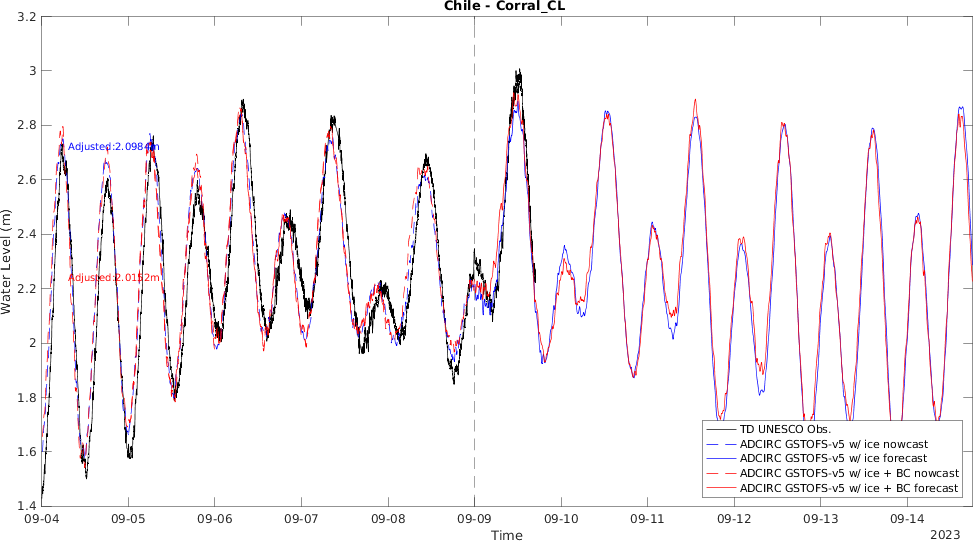 Chile - Corral_CL
3.2
3
2.8
2.6
2.4
2.2
2
1.8
1.6
1.4
Water Level (m)
Adjusted:2.0984m
Adjusted:2.0152m
TD UNESCO Obs.
ADCIRC GSTOFS-v5 w/ ice nowcast
ADCIRC GSTOFS-v5 w/ ice forecast
ADCIRC GSTOFS-v5 w/ ice + BC nowcast
ADCIRC GSTOFS-v5 w/ ice + BC forecast
09-04 09-05 09-06 09-07 09-08 09-09 09-10 09-11 09-12 09-13 09-14
Time
2023